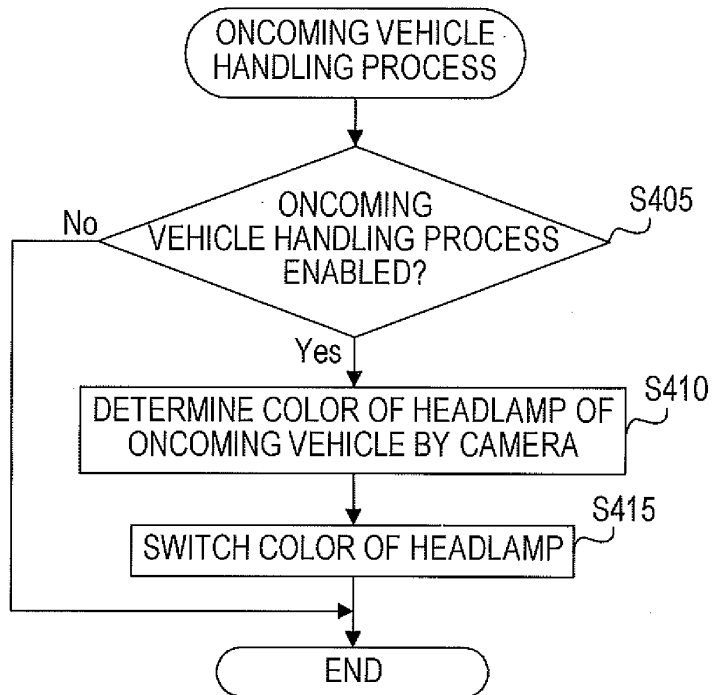 ONCOMING VEHICLE
HANDLING PROCESS
ONCOMING
VEHICLE HANDLING PROCESS
ENABLED?
S405
No
Yes
DETERMINE COLOR OF HEADLAMP OF
ONCOMING VEHICLE BY CAMERA
S410
SWITCH COLOR OF HEADLAMP
S415
END